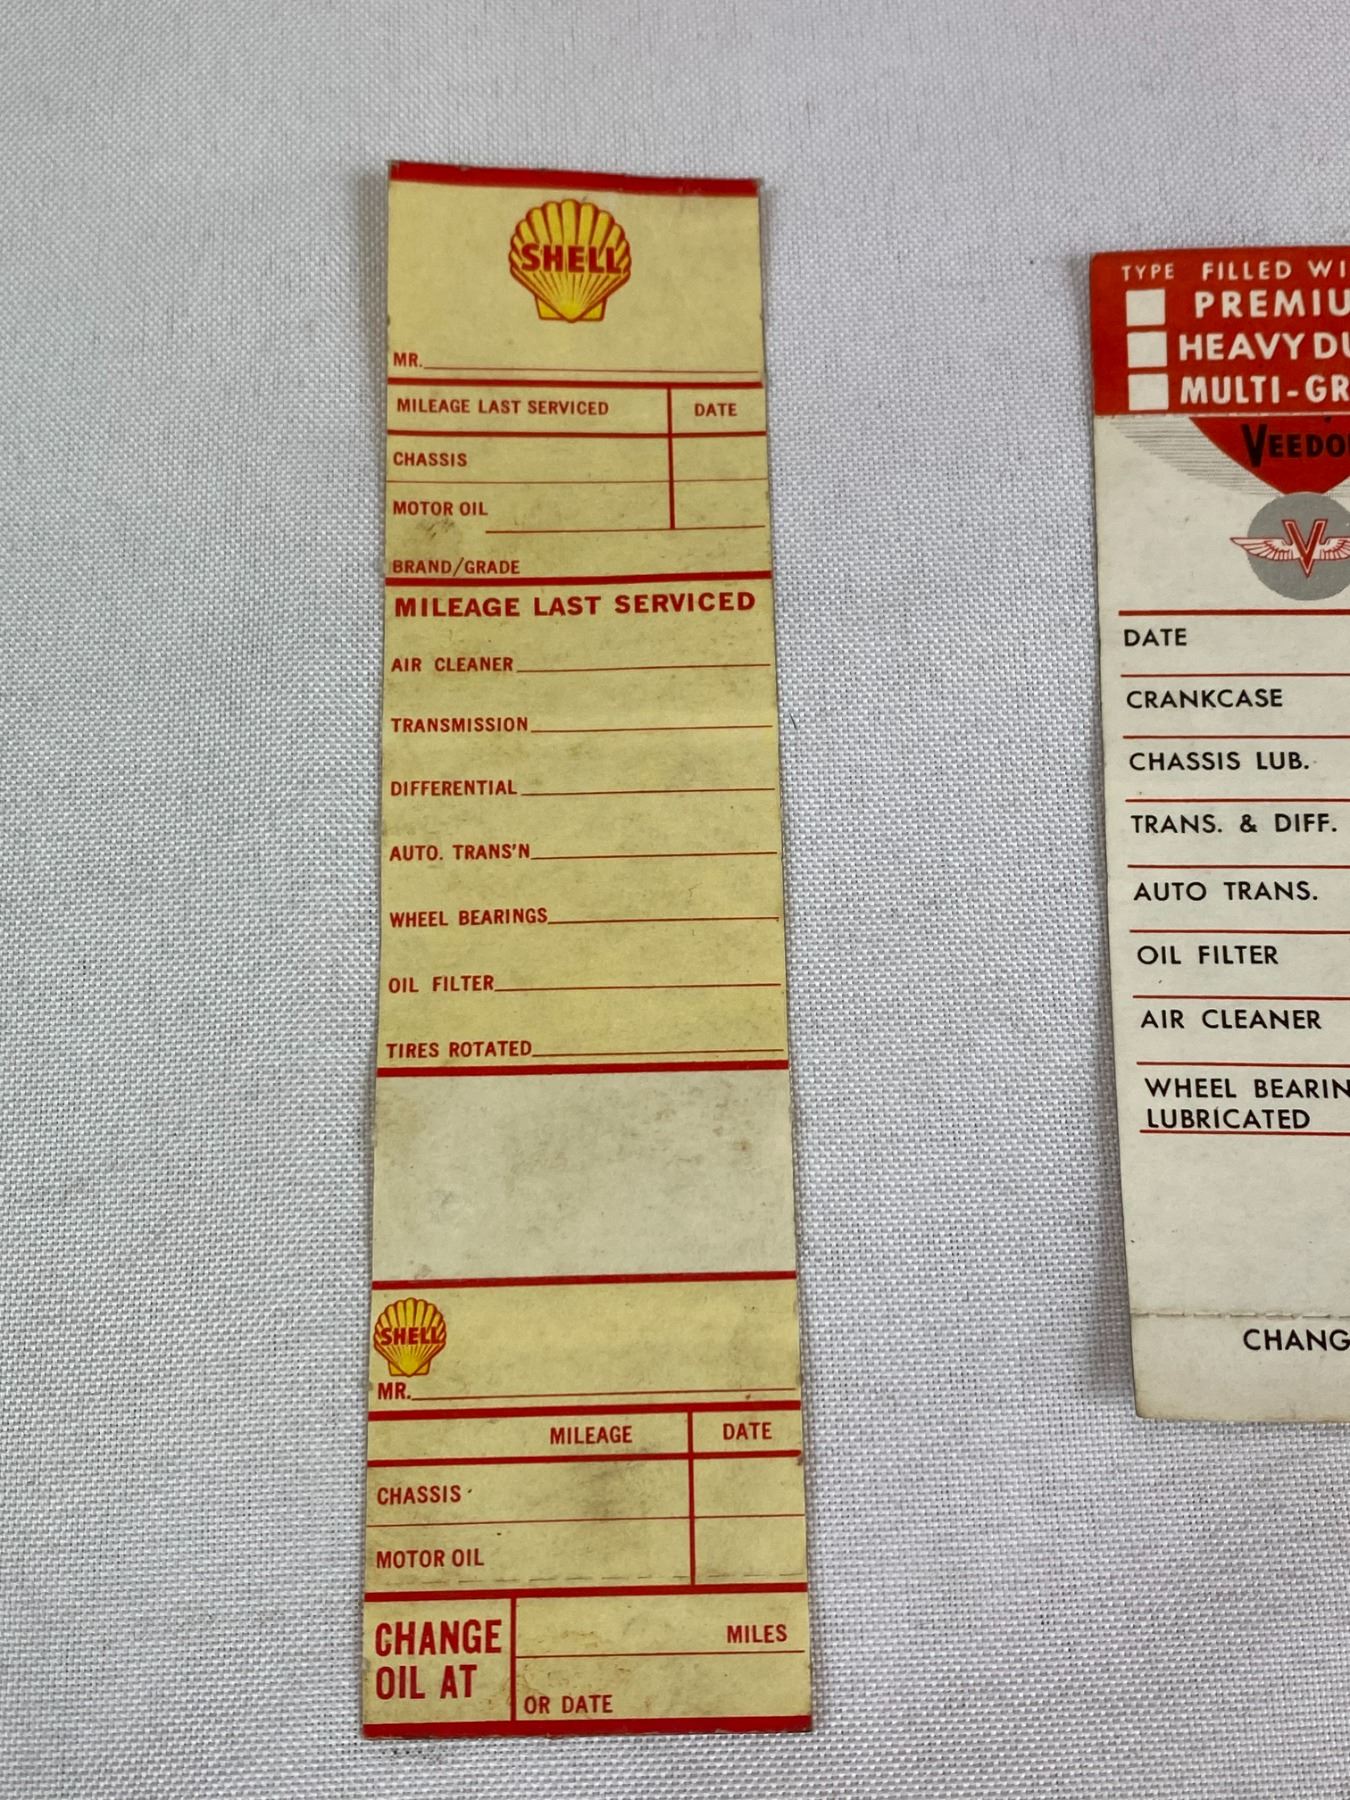 SHELL
MR.
MILEAGE LAST SERVICED DATE
CHASSIS
MOTOR OIL
BRAND/GRADE
MILEAGE LAST SERVICED
AIR CLEANER
TRANSMISSION
DIFFERENTIAL
AUTO. TRANS'N
WHEEL BEARINGS
OIL FILTER
TIRES ROTATED
SHELL
MR.
MILEAGE DATE
CHASSIS
MOTOR OIL
CHANGE
OIL AT
MILES
OR DATE
TYPE FILLED WI
PREMIU
HEAVY DU
MULTI-GR
VEEDO
V
DATE
CRANKCASE
CHASSIS LUB.
TRANS. & DIFF.
AUTO TRANS.
OIL FILTER
AIR CLEANER
WHEEL BEARIN
LUBRICATED
CHANG